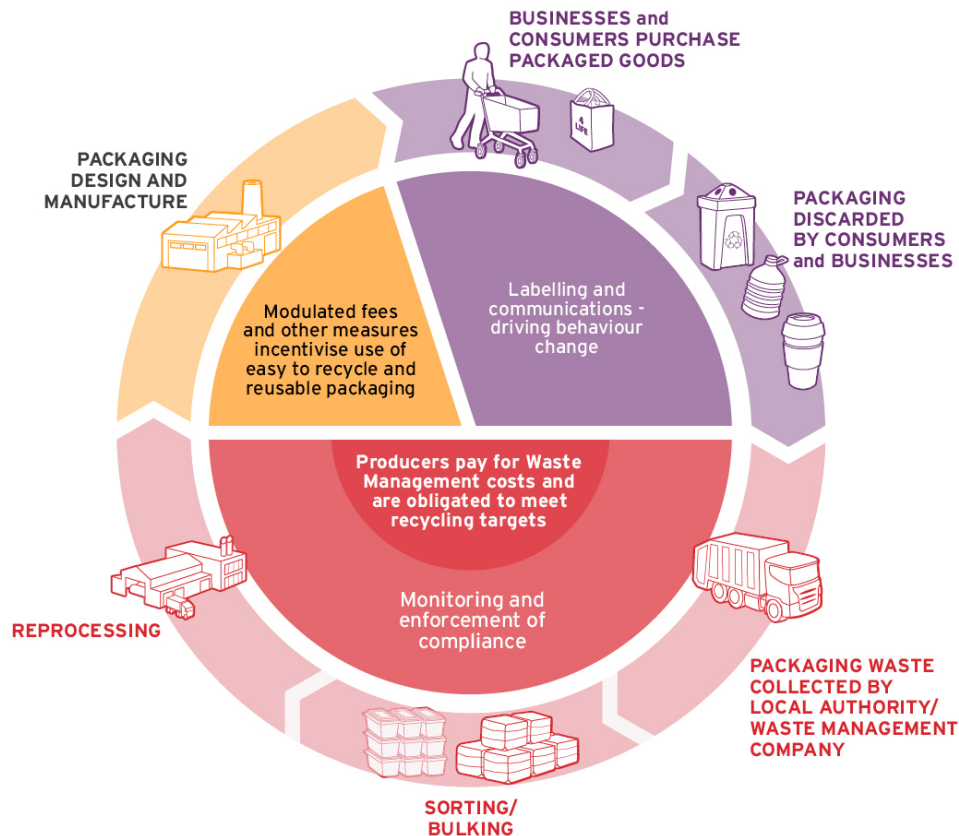 BUSINESSES and
CONSUMERS PURCHASE
PACKAGED GOODS
4
LIFE
PACKAGING
DESIGN AND
MANUFACTURE
PACKAGING
DISCARDED
BY CONSUMERS
and BUSINESSES
Modulated fees
and other measures
incentivise use of
easy to recycle and
reusable packaging
Labelling and
communications -
driving behaviour
change
Producers pay for Waste
Management costs and
are obligated to meet
recycling targets
Monitoring and
enforcement of
compliance
REPROCESSING
PACKAGING WASTE
COLLECTED BY
LOCAL AUTHORITY/
WASTE MANAGEMENT
COMPANY
SORTING/
BULKING